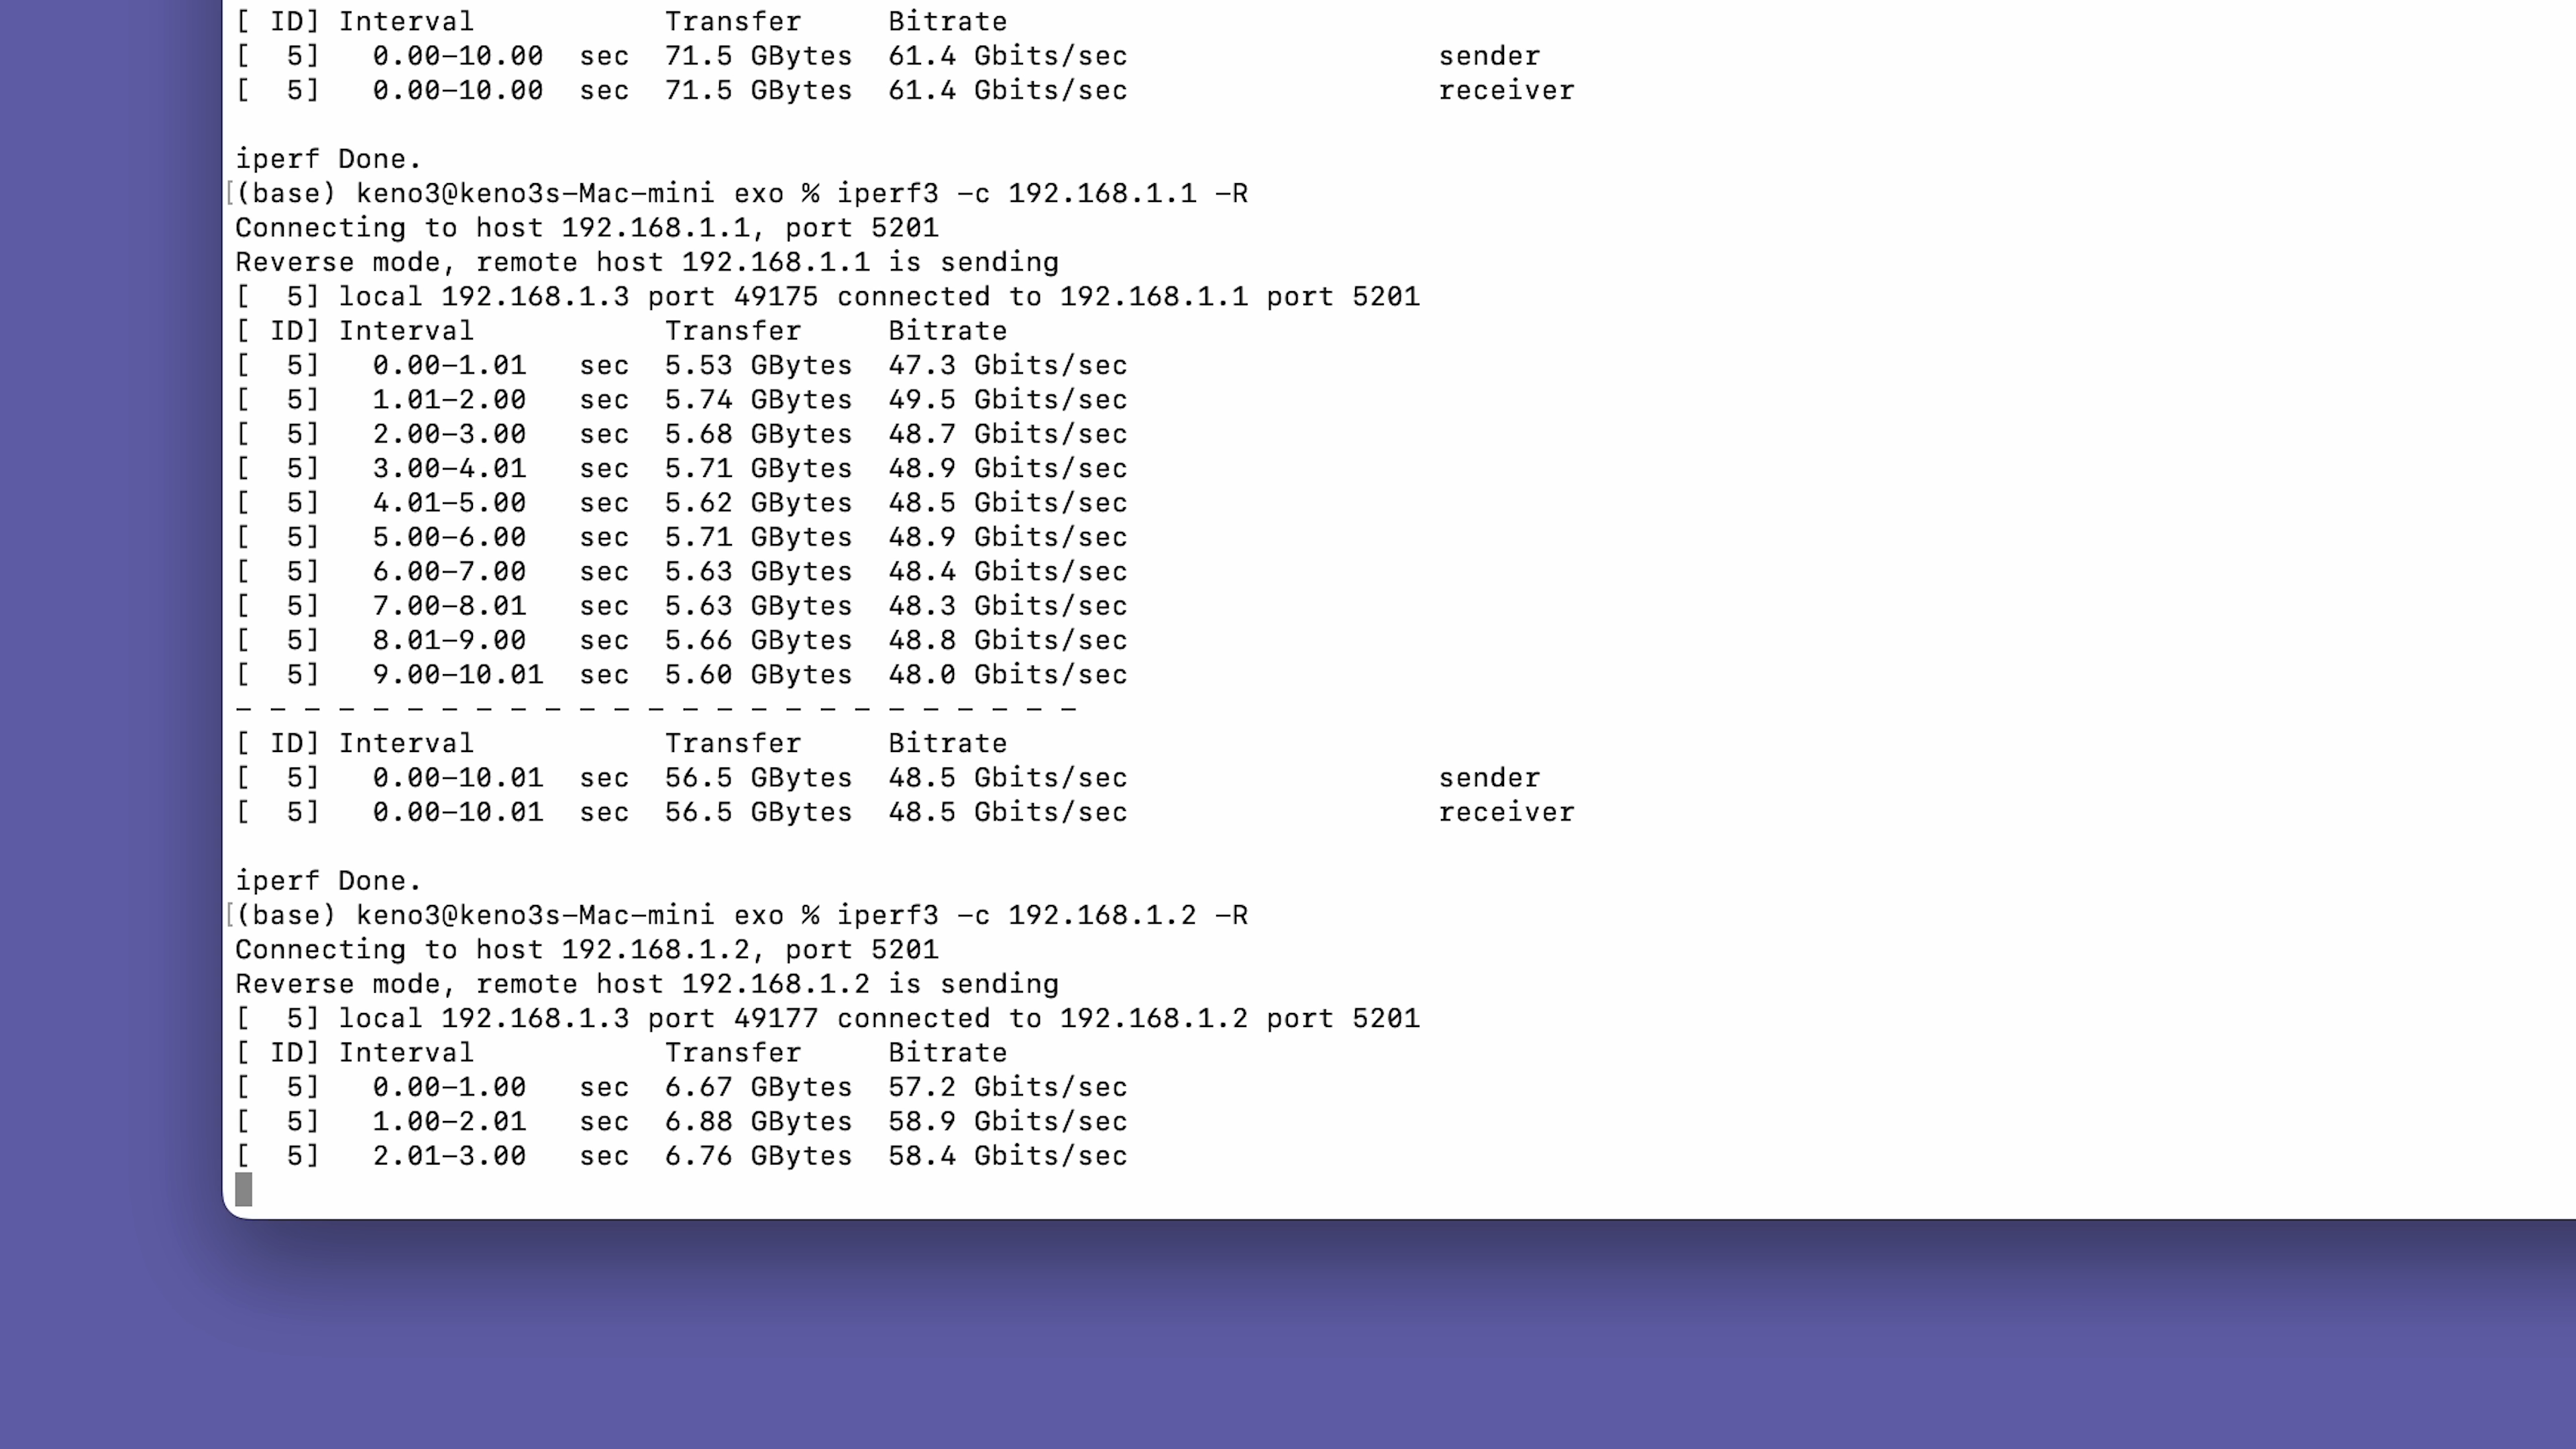 [ ID] Interval           Transfer     Bitrate
[  5]   0.00-10.00  sec  71.5 GBytes  61.4 Gbits/sec                  sender
[  5]   0.00-10.00  sec  71.5 GBytes  61.4 Gbits/sec                  receiver

iperf Done.
[(base) keno3@keno3s-Mac-mini exo % iperf3 -c 192.168.1.1 -R
Connecting to host 192.168.1.1, port 5201
Reverse mode, remote host 192.168.1.1 is sending
[  5] local 192.168.1.3 port 49175 connected to 192.168.1.1 port 5201
[ ID] Interval           Transfer     Bitrate
[  5]   0.00-1.01   sec  5.53 GBytes  47.3 Gbits/sec
[  5]   1.01-2.00   sec  5.74 GBytes  49.5 Gbits/sec
[  5]   2.00-3.00   sec  5.68 GBytes  48.7 Gbits/sec
[  5]   3.00-4.01   sec  5.71 GBytes  48.9 Gbits/sec
[  5]   4.01-5.00   sec  5.62 GBytes  48.5 Gbits/sec
[  5]   5.00-6.00   sec  5.71 GBytes  48.9 Gbits/sec
[  5]   6.00-7.00   sec  5.63 GBytes  48.4 Gbits/sec
[  5]   7.00-8.01   sec  5.63 GBytes  48.3 Gbits/sec
[  5]   8.01-9.00   sec  5.66 GBytes  48.8 Gbits/sec
[  5]   9.00-10.01  sec  5.60 GBytes  48.0 Gbits/sec
- - - - - - - - - - - - - - - - - - - - - - - - -
[ ID] Interval           Transfer     Bitrate
[  5]   0.00-10.01  sec  56.5 GBytes  48.5 Gbits/sec                  sender
[  5]   0.00-10.01  sec  56.5 GBytes  48.5 Gbits/sec                  receiver

iperf Done.
[(base) keno3@keno3s-Mac-mini exo % iperf3 -c 192.168.1.2 -R
Connecting to host 192.168.1.2, port 5201
Reverse mode, remote host 192.168.1.2 is sending
[  5] local 192.168.1.3 port 49177 connected to 192.168.1.2 port 5201
[ ID] Interval           Transfer     Bitrate
[  5]   0.00-1.00   sec  6.67 GBytes  57.2 Gbits/sec
[  5]   1.00-2.01   sec  6.88 GBytes  58.9 Gbits/sec
[  5]   2.01-3.00   sec  6.76 GBytes  58.4 Gbits/sec